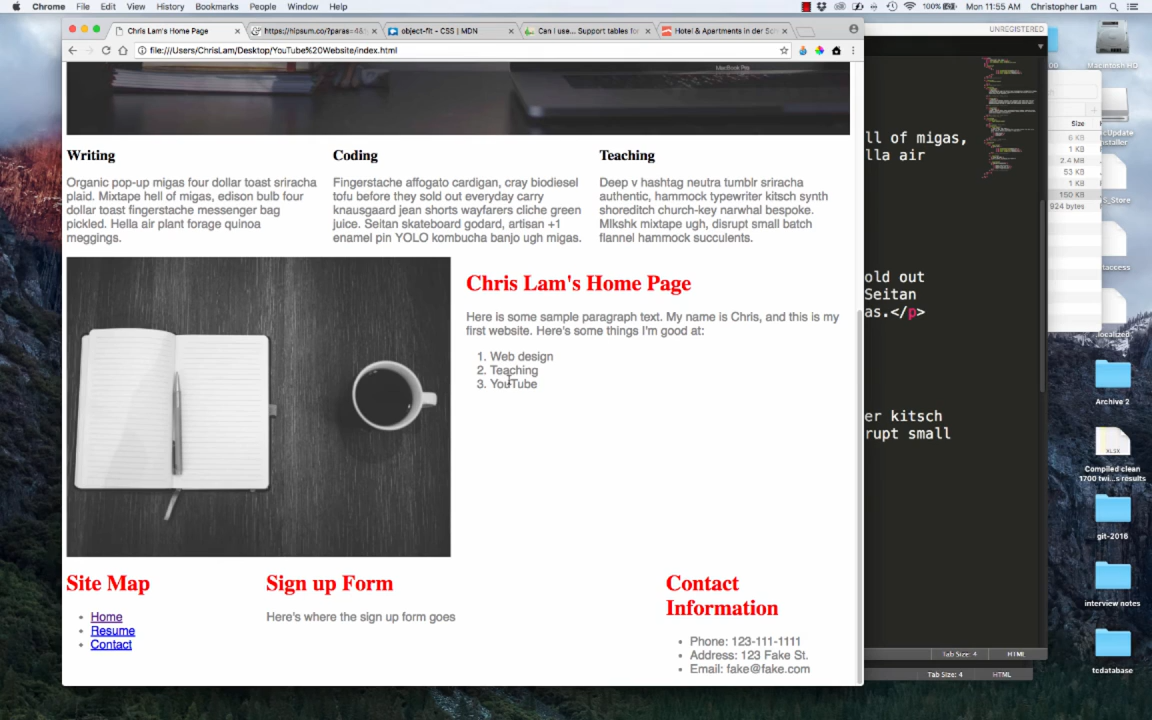 Chrome File Edit View History Bookmarks People Window Help
100% Mon 11:55 AM Christopher Lam
Chris Lam's Home Page
https://hipsum.co/?paras=4&
object-fit - CSS | MDN
Can I use... Support tables for
Hotel & Apartments in der Sc
UNREGISTERED
file:///Users/ChrisLam/Desktop/YouTube%20Website/index.html
MacBook Pro
Macintosh HD
Writing
Organic pop-up migas four dollar toast sriracha
plaid. Mixtape hell of migas, edison bulb four
dollar toast fingerstache messenger bag
pickled. Hella air plant forage quinoa
meggings.
Coding
Fingerstache affogato cardigan, cray biodiesel
tofu before they sold out everyday carry
knausgaard jean shorts wayfarers cliche green
juice. Seitan skateboard godard, artisan +1
enamel pin YOLO kombucha banjo ugh migas.
Teaching
Deep v hashtag neutra tumblr sriracha
authentic, hammock typewriter kitsch synth
shoreditch church-key narwhal bespoke.
Mlkshk mixtape ugh, disrupt small batch
flannel hammock succulents.
Chris Lam's Home Page
Here is some sample paragraph text. My name is Chris, and this is my
first website. Here's some things I'm good at:
1. Web design
2. Teaching
3. YouTube
Site Map
• Home
• Resume
• Contact
Sign up Form
Here's where the sign up form goes
Contact
Information
• Phone: 123-111-1111
• Address: 123 Fake St.
• Email: fake@fake.com
ll of migas,
lla air
old out
Seitan
as.</p>
er kitsch
rupt small
Tab Size: 4 HTML
Tab Size: 4 HTML
Size
6 KB
1 KB
2.4 MB
53 KB
1 KB
150 KB
924 bytes
Archive 2
XLSX
Compiled clean
1700 twi...s results
git-2016
interview notes
tcdatabase